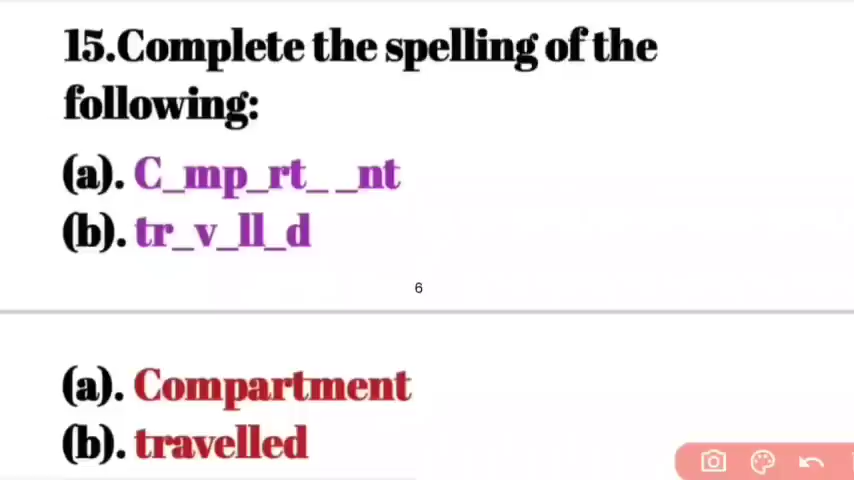 15.Complete the spelling of the
following:
(a). C_mp_rt_ _nt
(b). tr_v_ll_d
6
(a). Compartment
(b). travelled